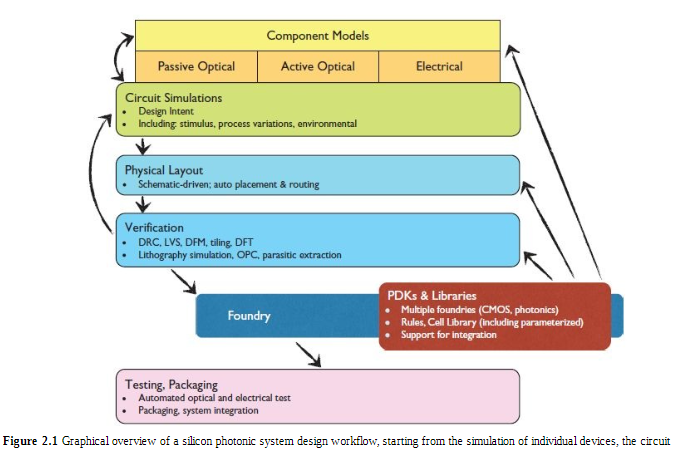 Component Models
Passive Optical
Active Optical
Electrical
Circuit Simulations
• Design Intent
• Including: stimulus, process variations, environmental
Physical Layout
• Schematic-driven; auto placement & routing
Verification
• DRC, LVS, DFM, tiling, DFT
• Lithography simulation, OPC, parasitic extraction
Foundry
PDKs & Libraries
• Multiple foundries (CMOS, photonics)
• Rules, Cell Library (including parameterized)
• Support for integration
Testing, Packaging
• Automated optical and electrical test
• Packaging, system integration
Figure 2.1 Graphical overview of a silicon photonic system design workflow, starting from the simulation of individual devices, the circuit